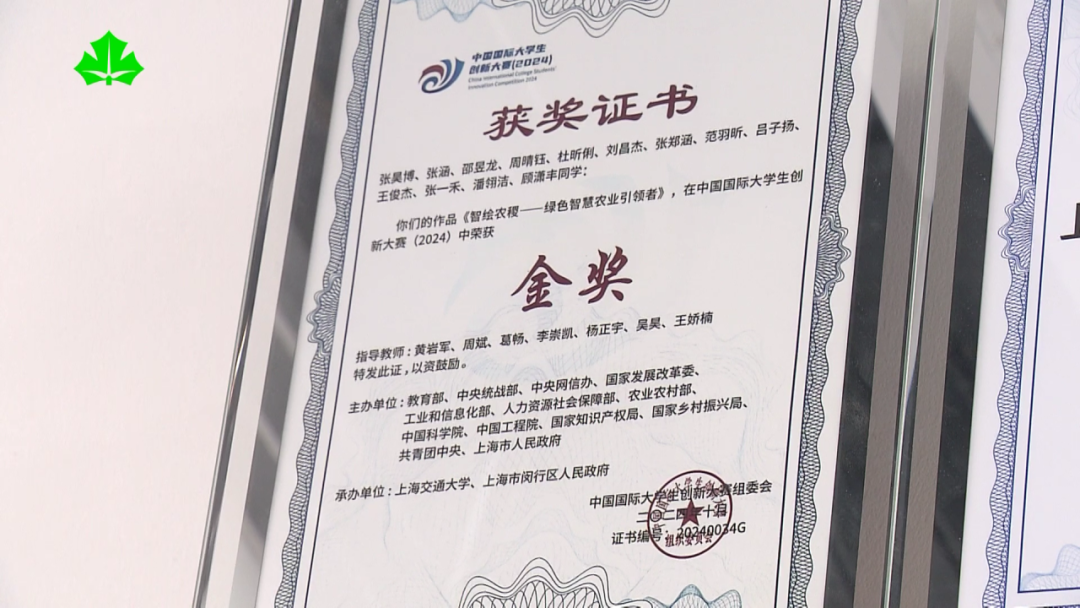 中国国际大学生
创新大赛(2024)
China International College Students'
Innovation Competition 2024
获奖证书
张昊博、张涵、邵昱龙、周晴钰、杜昕俐、刘昌杰、张郑涵、范羽昕、吕子扬、
王俊杰、张一禾、潘翎洁、顾潇丰同学：
你们的作品《智绘农稷——绿色智慧农业引领者》，在中国国际大学生创
新大赛（2024）中荣获
金奖
指导教师：黄岩军、周斌、葛畅、李崇凯、杨正宇、吴昊、王娇楠
特发此证，以资鼓励。
主办单位：教育部、中央统战部、中央网信办、国家发展改革委、
工业和信息化部、人力资源社会保障部、农业农村部、
中国科学院、中国工程院、国家知识产权局、国家乡村振兴局、
共青团中央、上海市人民政府
承办单位：上海交通大学、上海市闵行区人民政府
中国国际大学生创新大赛组委会
二〇二四年十月
证书编号：20240034G
组织委员会